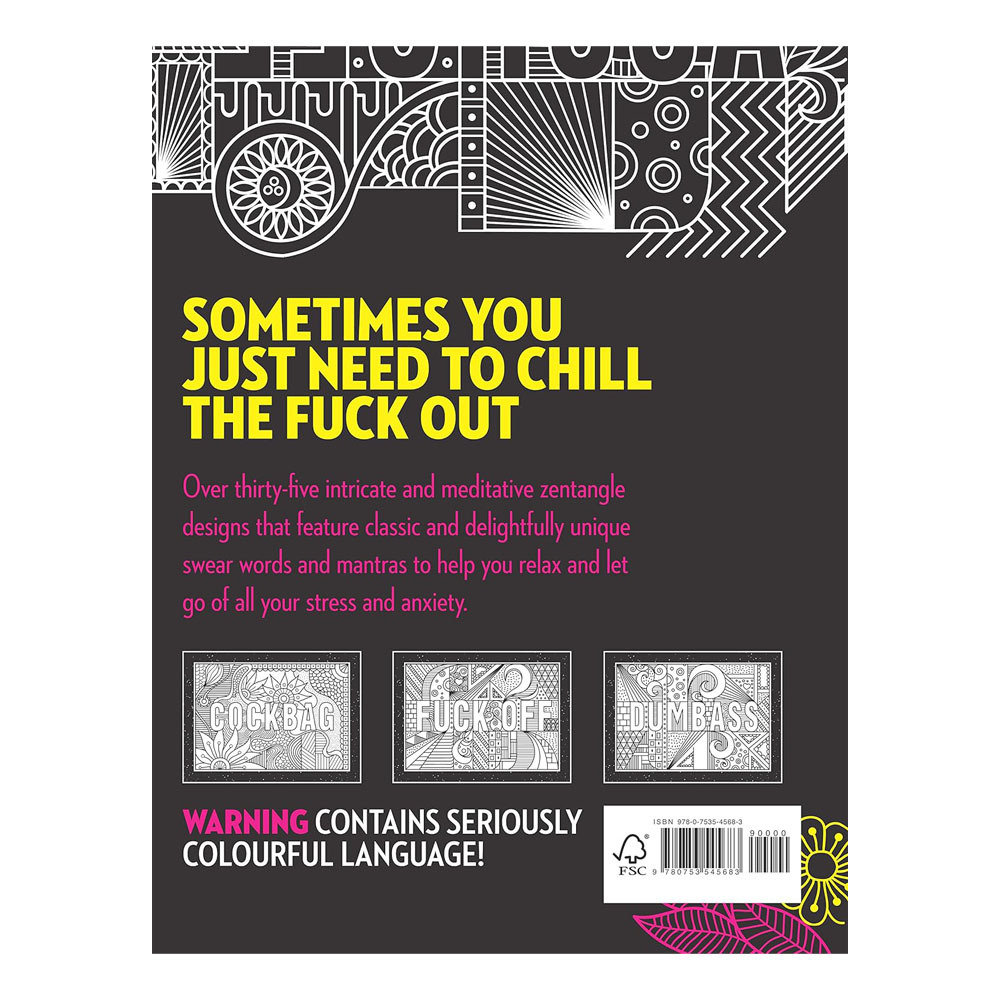 SOMETIMES YOU
JUST NEED TO CHILL
THE FUCK OUT
Over thirty-five intricate and meditative zentangle
designs that feature classic and delightfully unique
swear words and mantras to help you relax and let
go of all your stress and anxiety.
COCKBAG
FUCK OFF
DUMBASS
WARNING CONTAINS SERIOUSLY
COLOURFUL LANGUAGE!
ISBN 978-0-7535-4568-3
90000
FSC
9 780753 545683